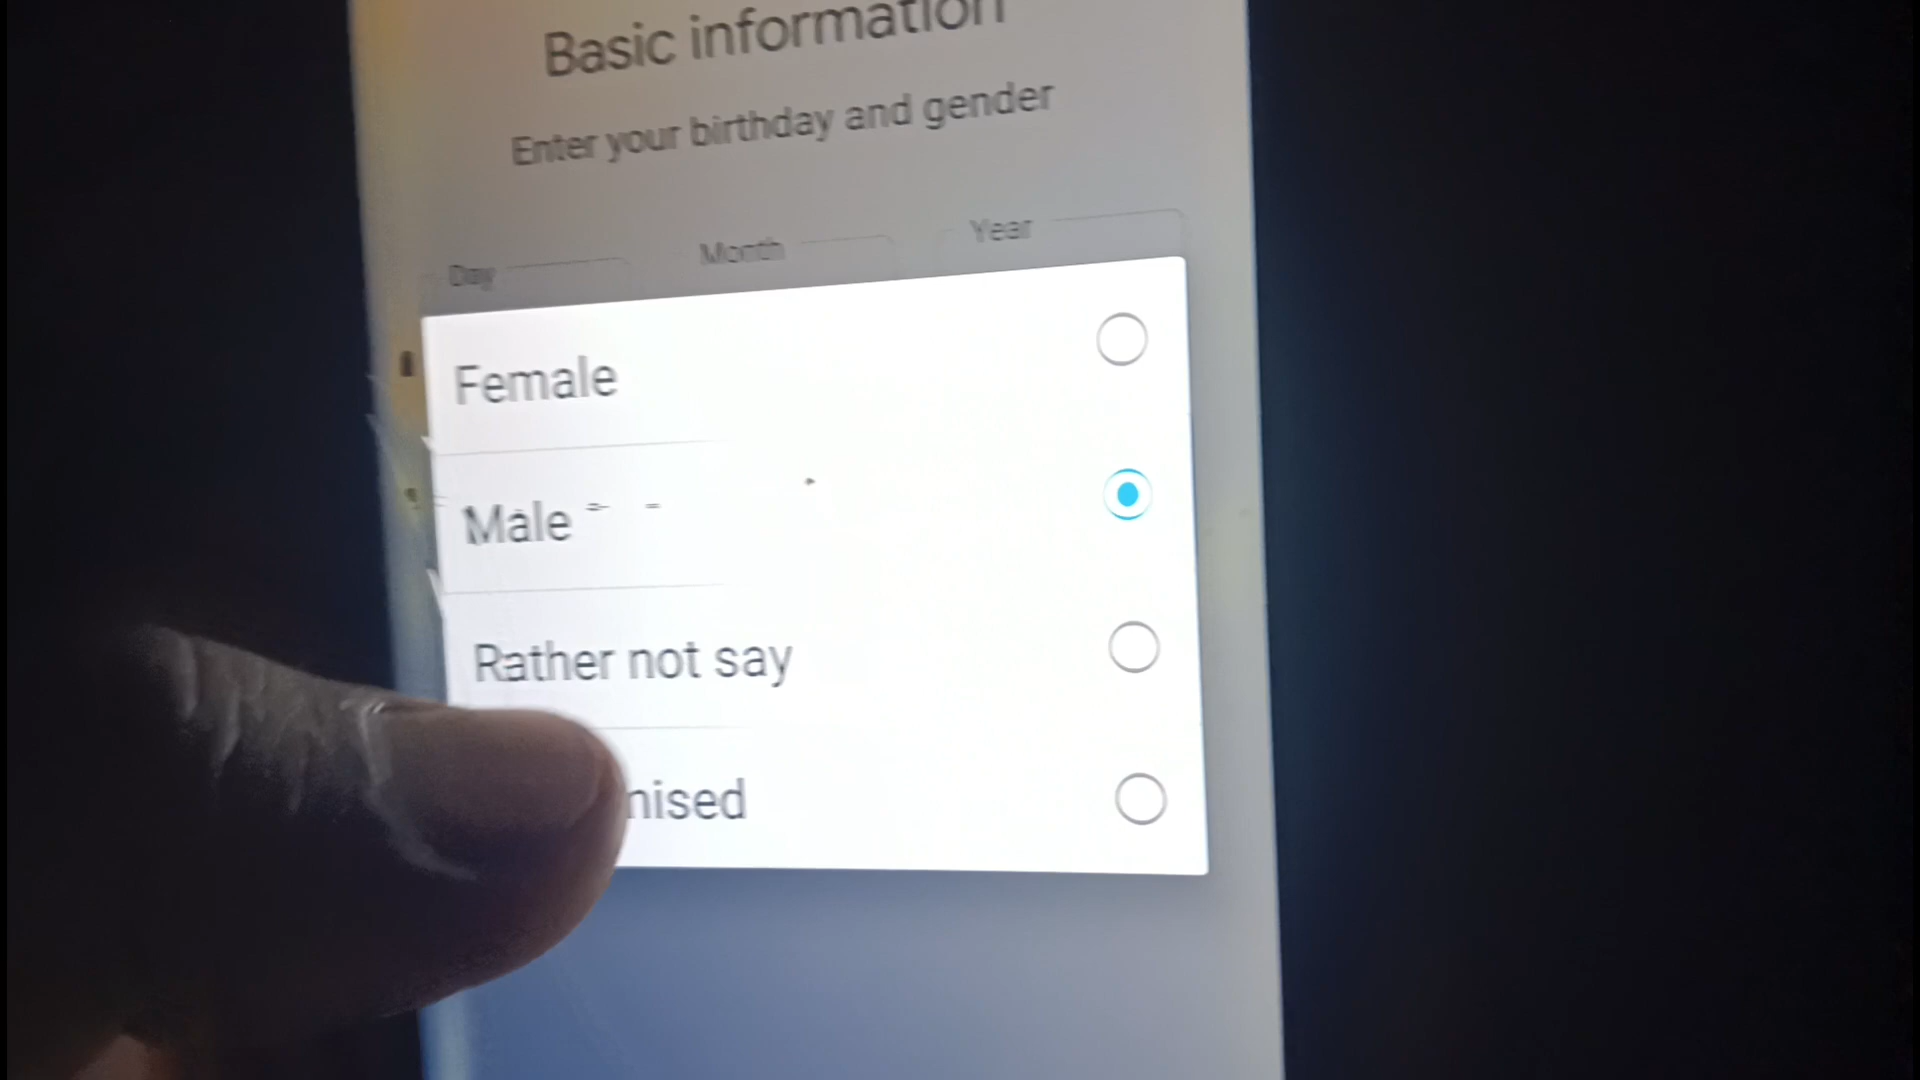 Basic information
Enter your birthday and gender
Day
Month
Year
Female
Male
Rather not say
nised